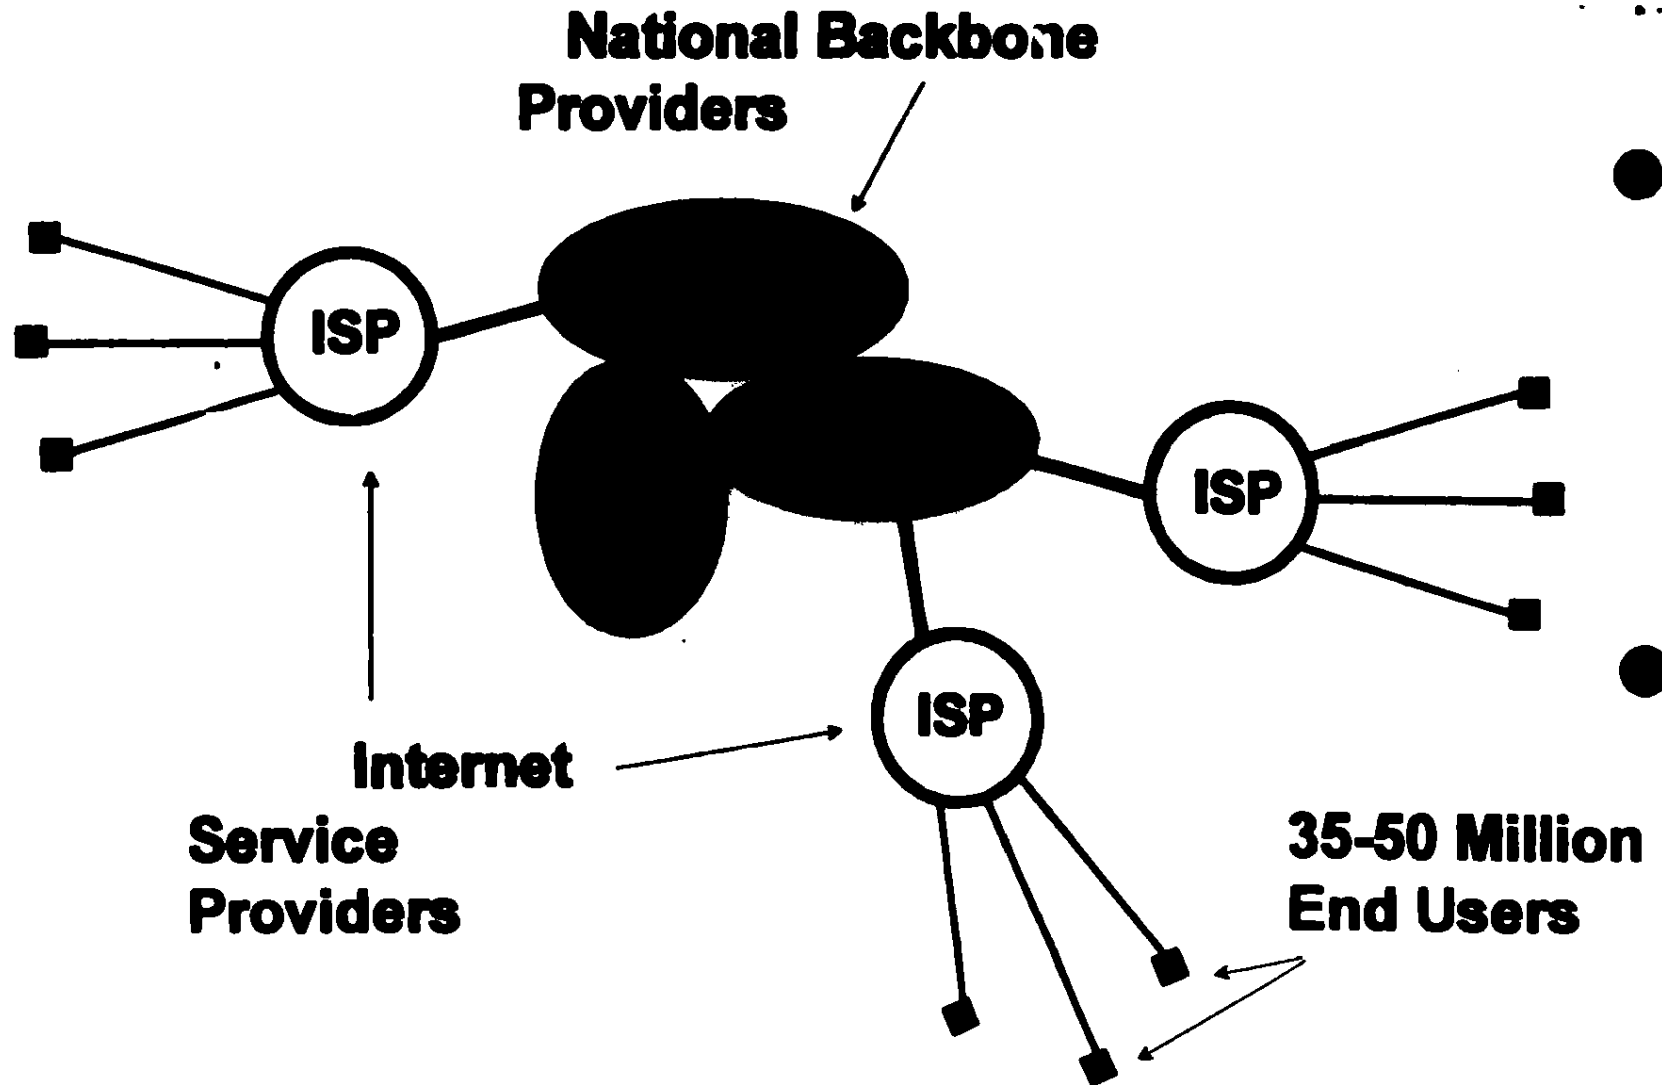 National Backbone
Providers
ISP
ISP
ISP
Internet
Service
Providers
35-50 Million
End Users